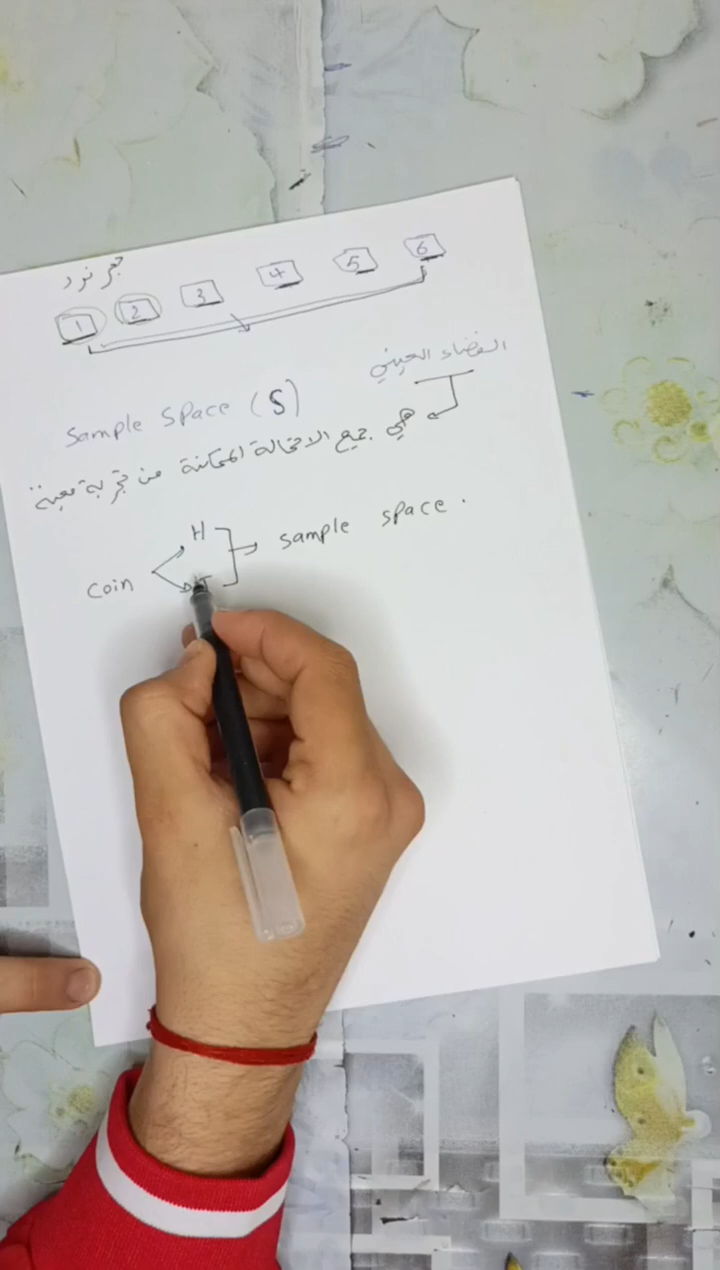 حجر نرد
1 2 3 4 5 6
الفضاء العيني
Sample Space (S)
هي جميع الاحتمالة الممكنة من تجربة معينة
H
coin
T
sample space.